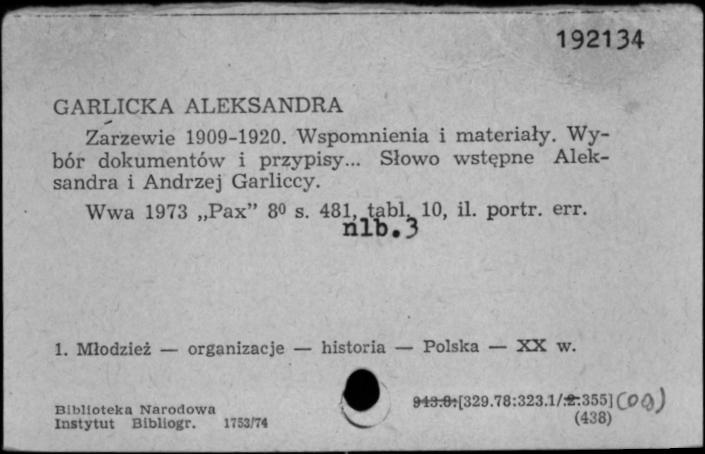 192134
GARLICKA ALEKSANDRA
Zarzewie 1909-1920. Wspomnienia i materiały. Wy-
bór dokumentów i przypisy... Słowo wstępne Alek-
sandra i Andrzej Garliccy.
Wwa 1973 „Pax” 8⁰ s. 481, tabl. 10, il. portr. err.
nlb.3
1. Młodzież — organizacje — historia — Polska — XX w.
Biblioteka Narodowa
Instytut Bibliogr. 1753/74
943.8:[329.78:323.1/.2:355]
(438)